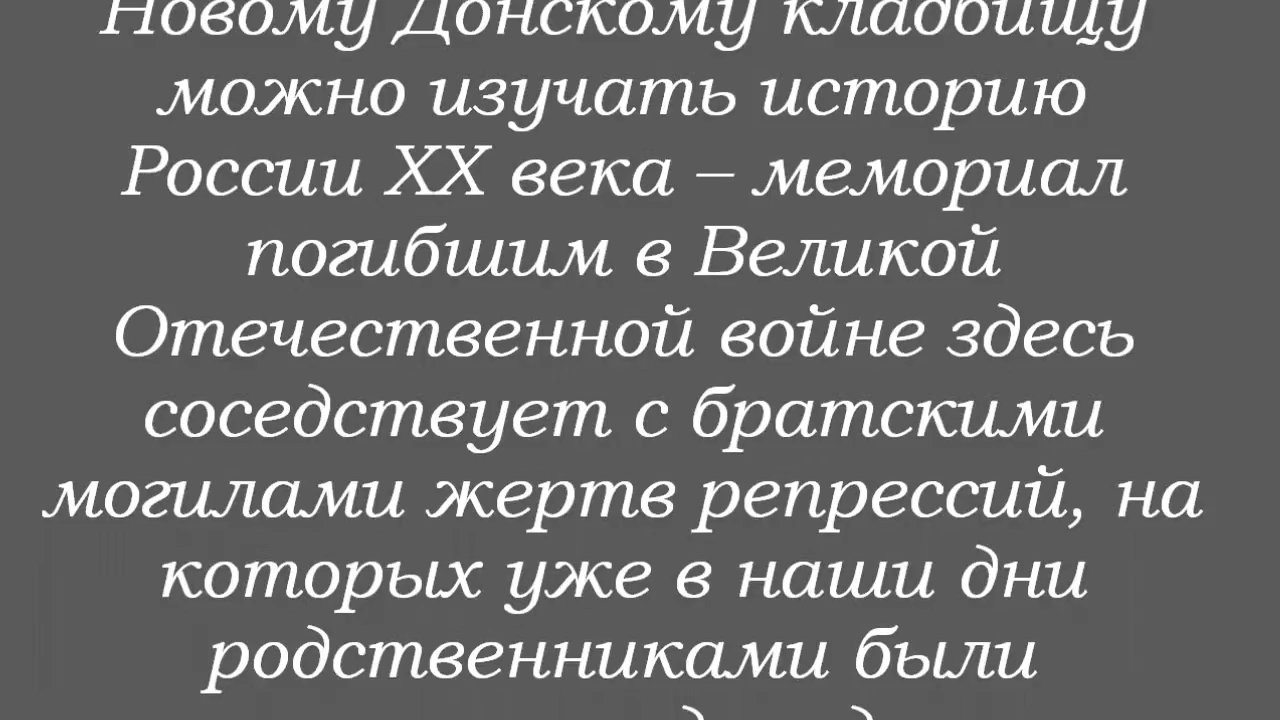 Новому Донскому кладбищу
можно изучать историю
России XX века – мемориал
погибшим в Великой
Отечественной войне здесь
соседствует с братскими
могилами жертв репрессий, на
которых уже в наши дни
родственниками были